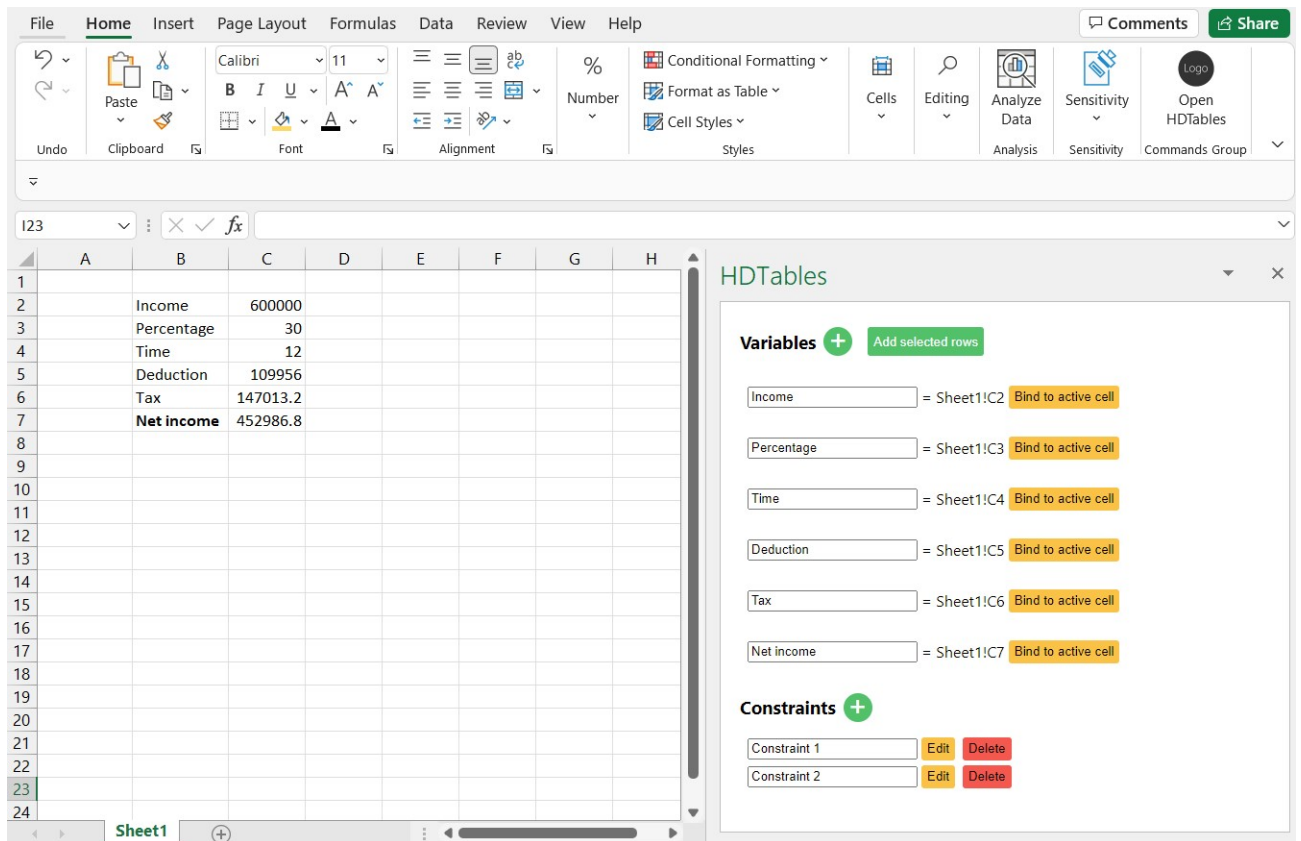 File Home Insert Page Layout Formulas Data Review View Help Comments Share
Calibri 11 ab % Conditional Formatting Logo
B I U A A Format as Table
Paste Number Cells Editing Analyze Data Sensitivity Open HDTables
A Cell Styles
Undo Clipboard Font Alignment Styles Analysis Sensitivity Commands Group
I23 fx
A B C D E F G H
1
2 Income 600000
3 Percentage 30
4 Time 12
5 Deduction 109956
6 Tax 147013.2
7 Net income 452986.8
8
9
10
11
12
13
14
15
16
17
18
19
20
21
22
23
24
Sheet1
HDTables
Variables + Add selected rows
Income = Sheet1!C2 Bind to active cell
Percentage = Sheet1!C3 Bind to active cell
Time = Sheet1!C4 Bind to active cell
Deduction = Sheet1!C5 Bind to active cell
Tax = Sheet1!C6 Bind to active cell
Net income = Sheet1!C7 Bind to active cell
Constraints +
Constraint 1 Edit Delete
Constraint 2 Edit Delete